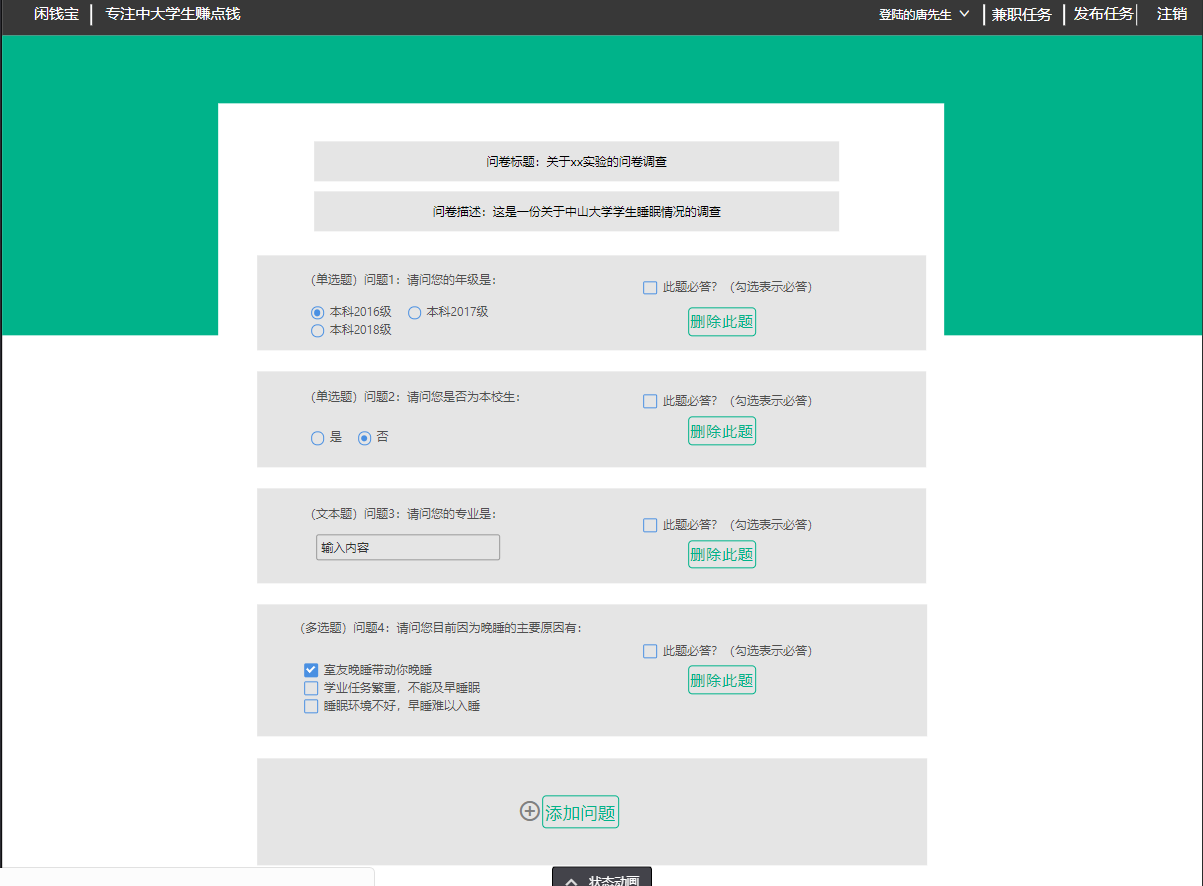 闲钱宝 专注中大学生赚点钱 登陆的唐先生 兼职任务 发布任务 注销
问卷标题：关于xx实验的问卷调查
问卷描述：这是一份关于中山大学学生睡眠情况的调查
（单选题）问题1：请问您的年级是：
此题必答？（勾选表示必答）
本科2016级 本科2017级
本科2018级
删除此题
（单选题）问题2：请问您是否为本校生：
此题必答？（勾选表示必答）
是 否
删除此题
（文本题）问题3：请问您的专业是：
此题必答？（勾选表示必答）
输入内容
删除此题
（多选题）问题4：请问您目前因为晚睡的主要原因有：
此题必答？（勾选表示必答）
室友晚睡带动你晚睡
删除此题
学业任务繁重，不能及早睡眠
睡眠环境不好，早睡难以入睡
添加问题
状态动画